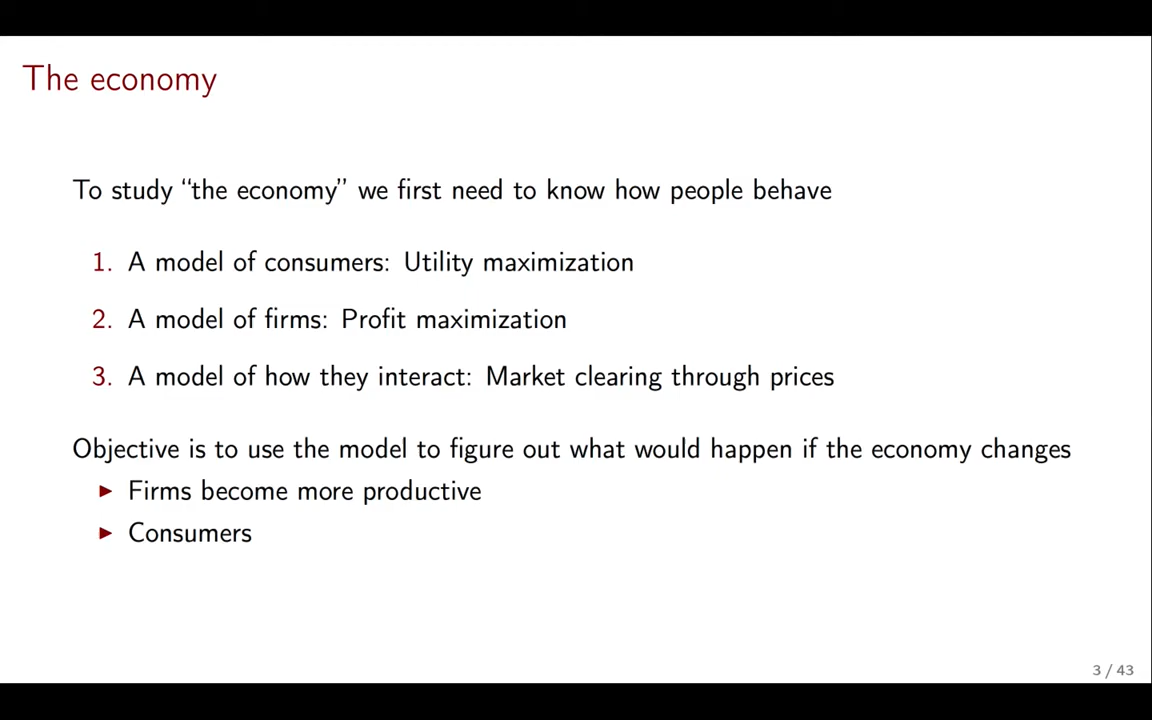 The economy
To study “the economy” we first need to know how people behave
1. A model of consumers: Utility maximization
2. A model of firms: Profit maximization
3. A model of how they interact: Market clearing through prices
Objective is to use the model to figure out what would happen if the economy changes
▶ Firms become more productive
▶ Consumers
3 / 43